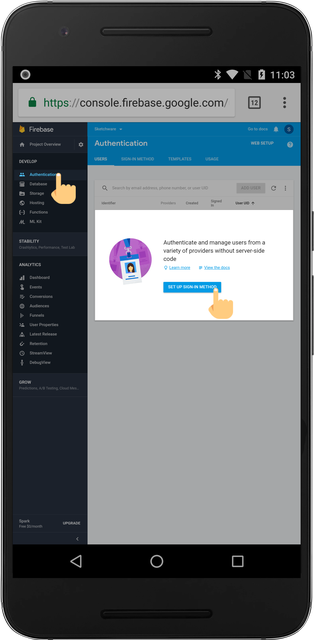 11:03
https://console.firebase.google.com/
12
Firebase
Go to docs
S
Project Overview
Authentication
WEB SETUP
USERS
SIGN-IN METHOD
TEMPLATES
USAGE
DEVELOP
Authentication
Database
Storage
Hosting
Functions
ML Kit
Search by email address, phone number, or user UID
ADD USER
Identifier
Providers
Created
Signed In
User UID
Authenticate and manage users from a
variety of providers without server-side
code
Learn more
View the docs
SET UP SIGN-IN METHOD
STABILITY
Crashlytics, Performance, Test Lab
ANALYTICS
Dashboard
Events
Conversions
Audiences
Funnels
User Properties
Latest Release
Retention
StreamView
DebugView
GROW
Spark
Free $0/month
UPGRADE